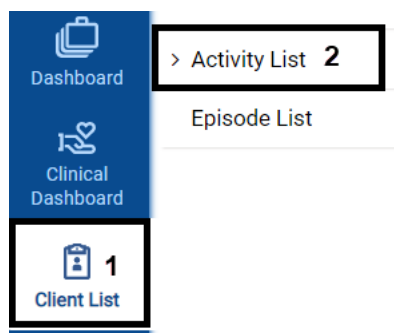 Dashboard
Clinical
Dashboard
1
Client List
> Activity List 2
Episode List